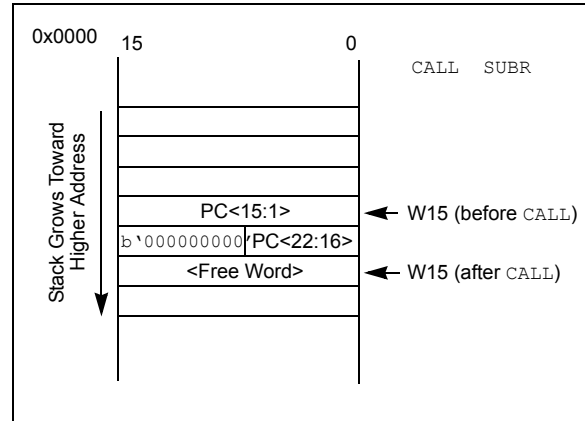 0x0000
15
0
CALL SUBR
Stack Grows Toward
Higher Address
PC<15:1>
W15 (before CALL)
b‘000000000’PC<22:16>
<Free Word>
W15 (after CALL)